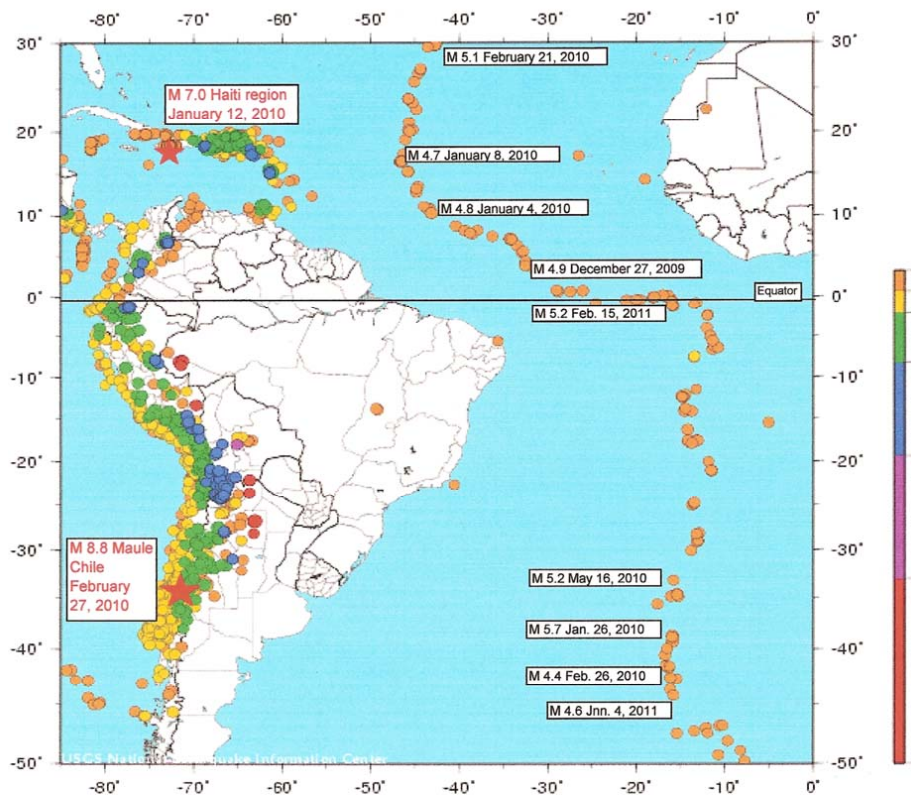 -80° -70° -60° -50° -40° -30° -20° -10° 0°
30° 30°
M 5.1 February 21, 2010
M 7.0 Haiti region
January 12, 2010
20° 20°
M 4.7 January 8, 2010
M 4.8 January 4, 2010
10° 10°
M 4.9 December 27, 2009
Equator
0° 0°
M 5.2 Feb. 15, 2011
-10° -10°
-20° -20°
-30° -30°
M 8.8 Maule
Chile
February
27, 2010
M 5.2 May 16, 2010
M 5.7 Jan. 26, 2010
-40° -40°
M 4.4 Feb 26, 2010
M 4.6 Jnn. 4, 2011
USGS National Earthquake Information Center
-50° -50°
-80° -70° -60° -50° -40° -30° -20° -10° 0°